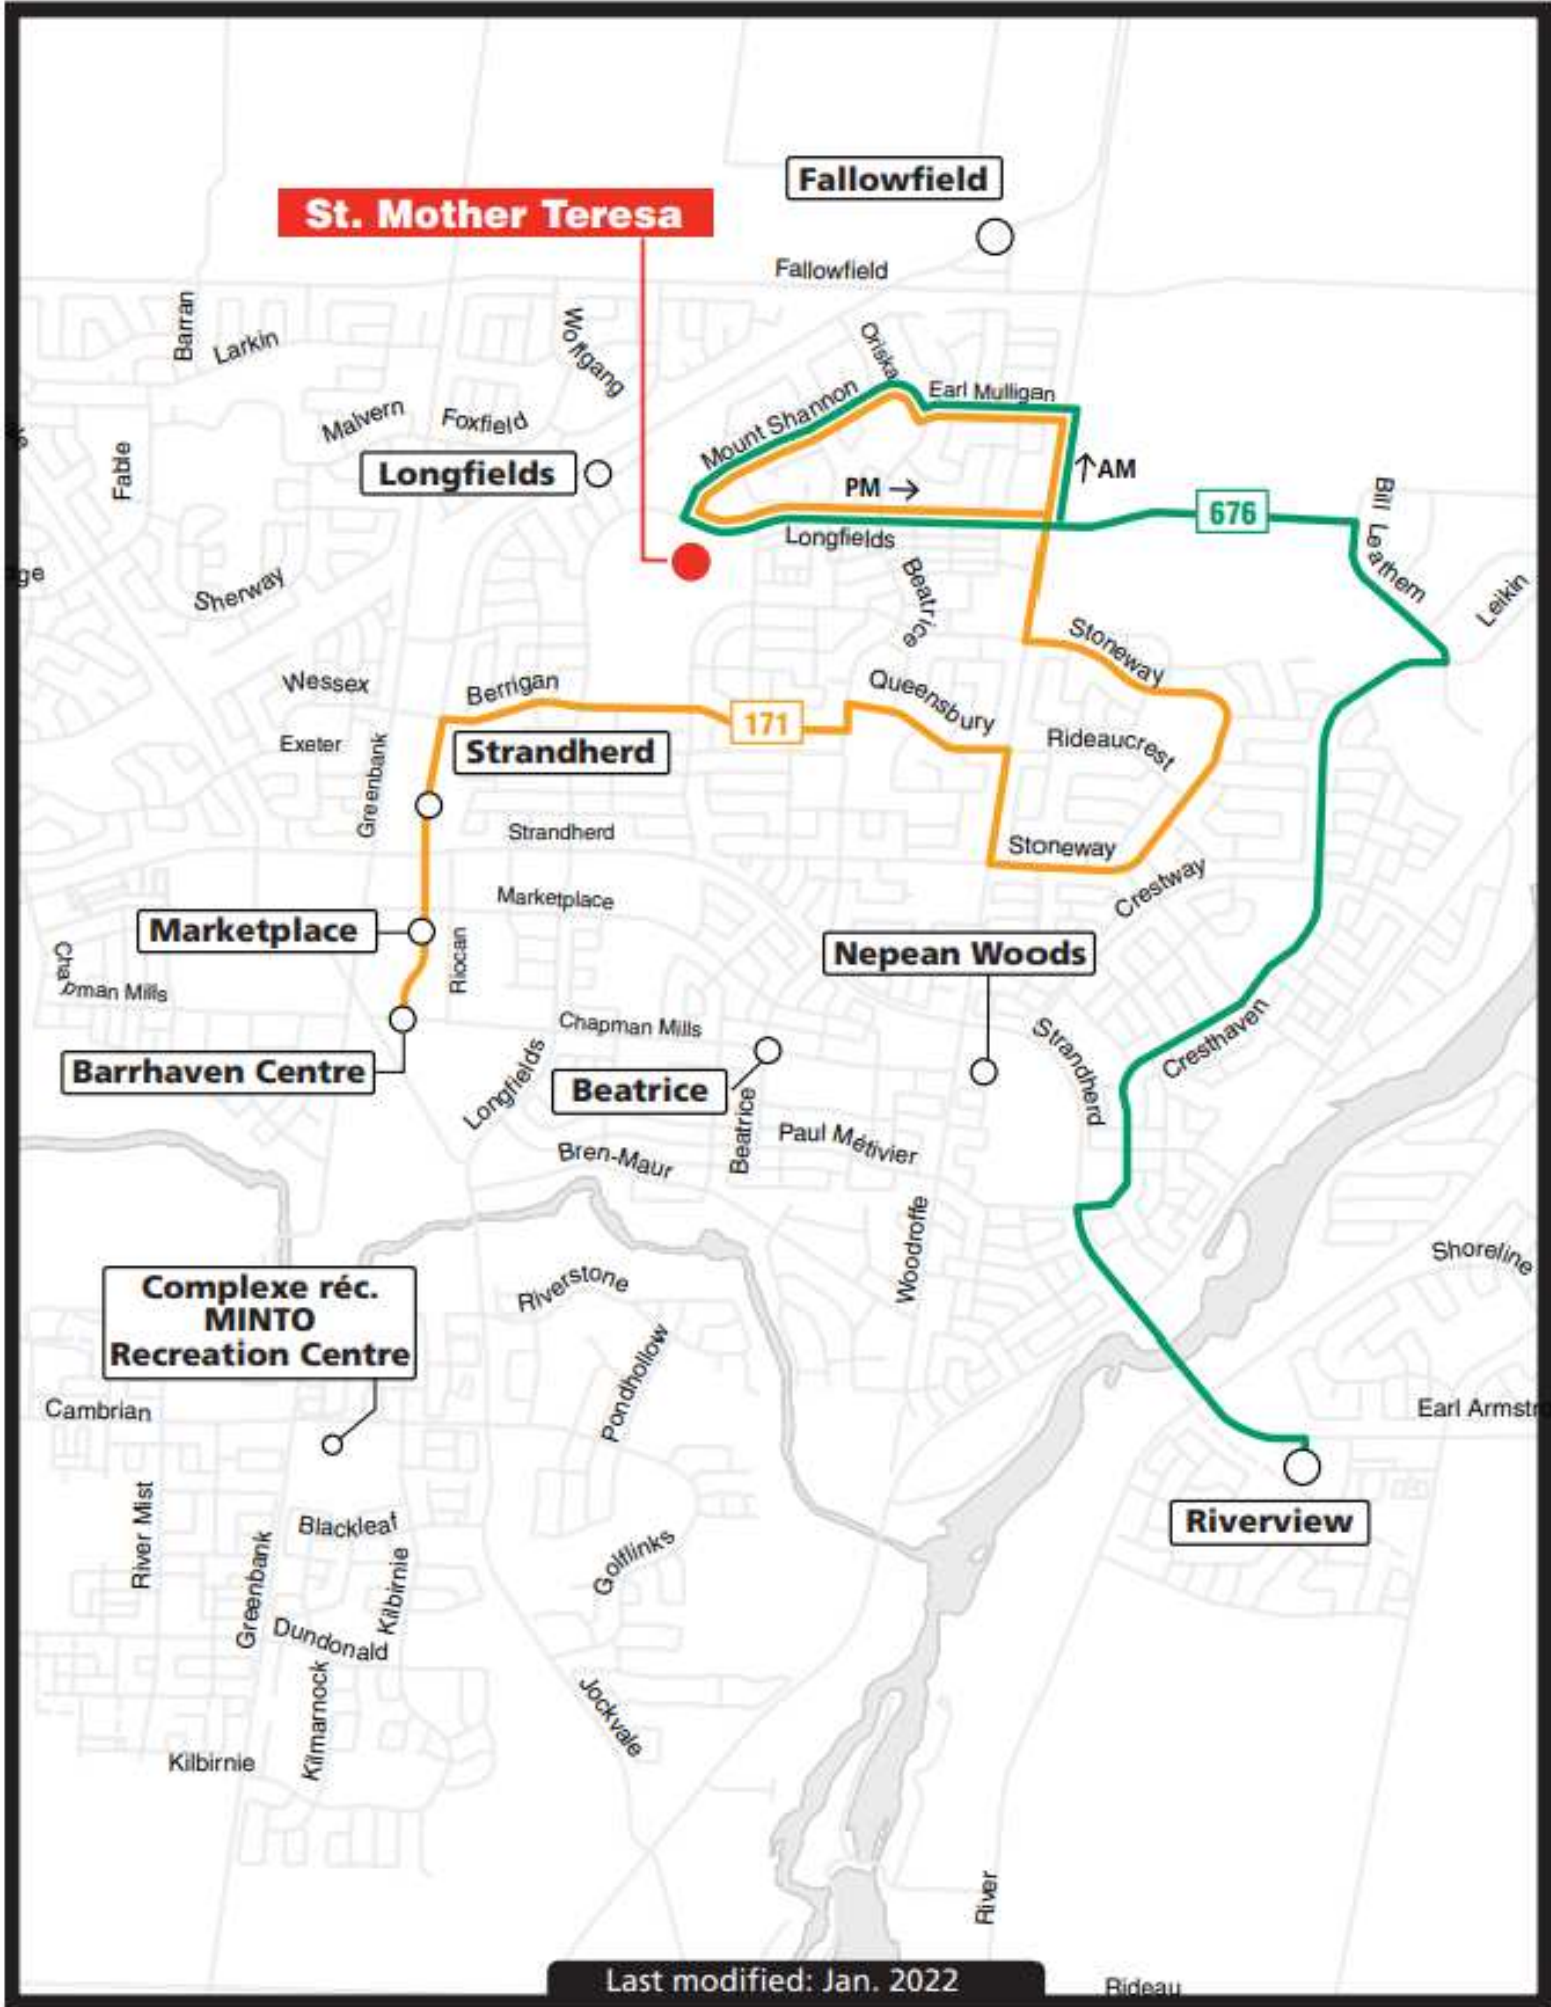 Fallowfield
St. Mother Teresa
Fallowfield
Barran
Larkin
Wolfgang
Oriska
Earl Mulligan
Mount Shannon
Malvern
Foxfield
Fable
Longfields
AM
PM
676
Bill Leathem
Longfields
Sherway
Beatrice
Leikin
Stoneway
Wessex
Berrigan
Queensbury
171
Exeter
Strandherd
Rideaucrest
Greenbank
Strandherd
Stoneway
Crestway
Marketplace
Marketplace
Riocan
Nepean Woods
Chapman Mills
Chapman Mills
Strandherd
Cresthaven
Barrhaven Centre
Longfields
Beatrice
Beatrice
Paul Métivier
Bren-Maur
Woodroffe
Shoreline
Complexe réc.
MINTO
Recreation Centre
Riverstone
Pondhollow
Cambrian
Earl Armstro
River Mist
Blackleaf
Riverview
Greenbank
Kilbirnie
Golflinks
Dundonald
Kilmarnock
Jockvale
Kilbirnie
River
Last modified: Jan. 2022
Rideau